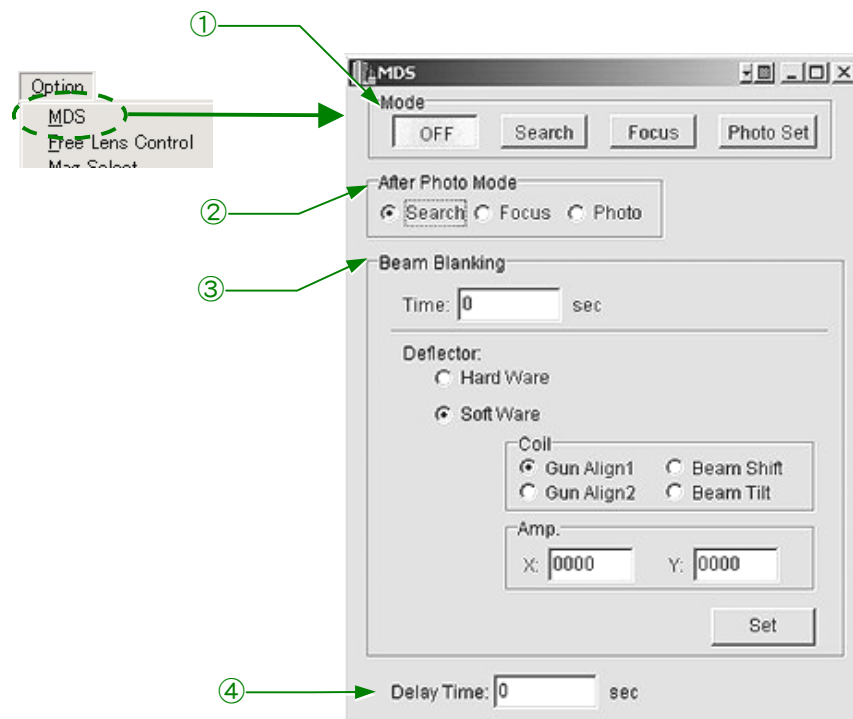 ①
Option
MDS
Free Lens Control
Mag Select
MDS
Mode
OFF Search Focus Photo Set
②
After Photo Mode
Search Focus Photo
③
Beam Blanking
Time: 0 sec
Deflector:
Hard Ware
Soft Ware
Coil
Gun Align1 Beam Shift
Gun Align2 Beam Tilt
Amp.
X: 0000 Y: 0000
Set
④
Delay Time: 0 sec